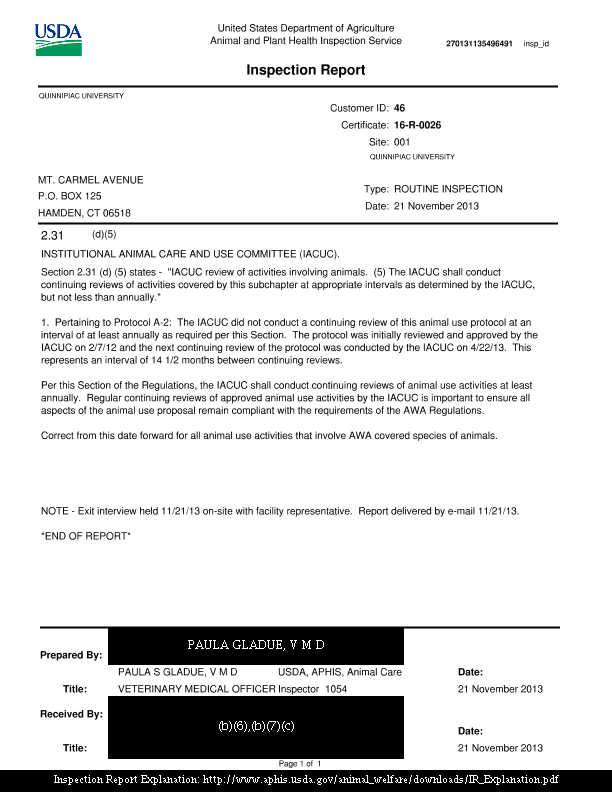 USDA
United States Department of Agriculture
Animal and Plant Health Inspection Service
270131135496491 insp_id
Inspection Report
QUINNIPIAC UNIVERSITY
Customer ID: 46
Certificate: 16-R-0026
Site: 001
QUINNIPIAC UNIVERSITY
MT. CARMEL AVENUE
P.O. BOX 125
HAMDEN, CT 06518
Type: ROUTINE INSPECTION
Date: 21 November 2013
2.31 (d)(5)
INSTITUTIONAL ANIMAL CARE AND USE COMMITTEE (IACUC).
Section 2.31 (d) (5) states - "IACUC review of activities involving animals. (5) The IACUC shall conduct
continuing reviews of activities covered by this subchapter at appropriate intervals as determined by the IACUC,
but not less than annually."
1. Pertaining to Protocol A-2: The IACUC did not conduct a continuing review of this animal use protocol at an
interval of at least annually as required per this Section. The protocol was initially reviewed and approved by the
IACUC on 2/7/12 and the next continuing review of the protocol was conducted by the IACUC on 4/22/13. This
represents an interval of 14 1/2 months between continuing reviews.
Per this Section of the Regulations, the IACUC shall conduct continuing reviews of animal use activities at least
annually. Regular continuing reviews of approved animal use activities by the IACUC is important to ensure all
aspects of the animal use proposal remain compliant with the requirements of the AWA Regulations.
Correct from this date forward for all animal use activities that involve AWA covered species of animals.
NOTE - Exit interview held 11/21/13 on-site with facility representative. Report delivered by e-mail 11/21/13.
*END OF REPORT*
PAULA GLADUE, V M D
Prepared By:
PAULA S GLADUE, V M D USDA, APHIS, Animal Care Date:
Title: VETERINARY MEDICAL OFFICER Inspector 1054 21 November 2013
Received By:
(b)(6),(b)(7)(c)
Date:
Title: 21 November 2013
Page 1 of 1
Inspection Report Explanation: http://www.aphis.usda.gov/animal_welfare/downloads/IR_Explanation.pdf